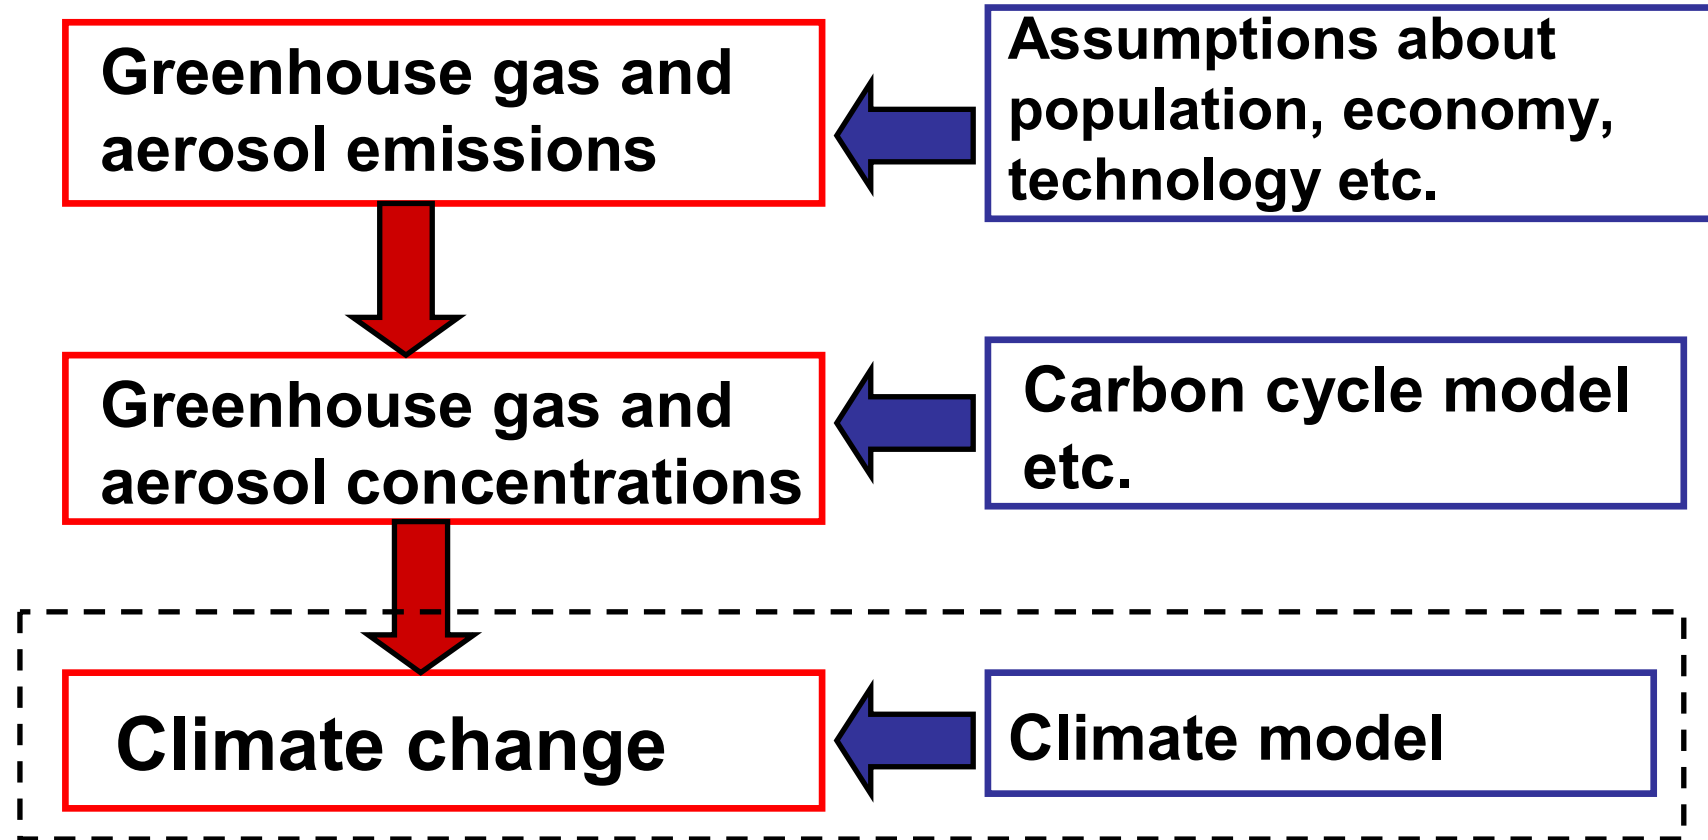 Greenhouse gas and
aerosol emissions
Assumptions about
population, economy,
technology etc.
Greenhouse gas and
aerosol concentrations
Carbon cycle model
etc.
Climate change
Climate model